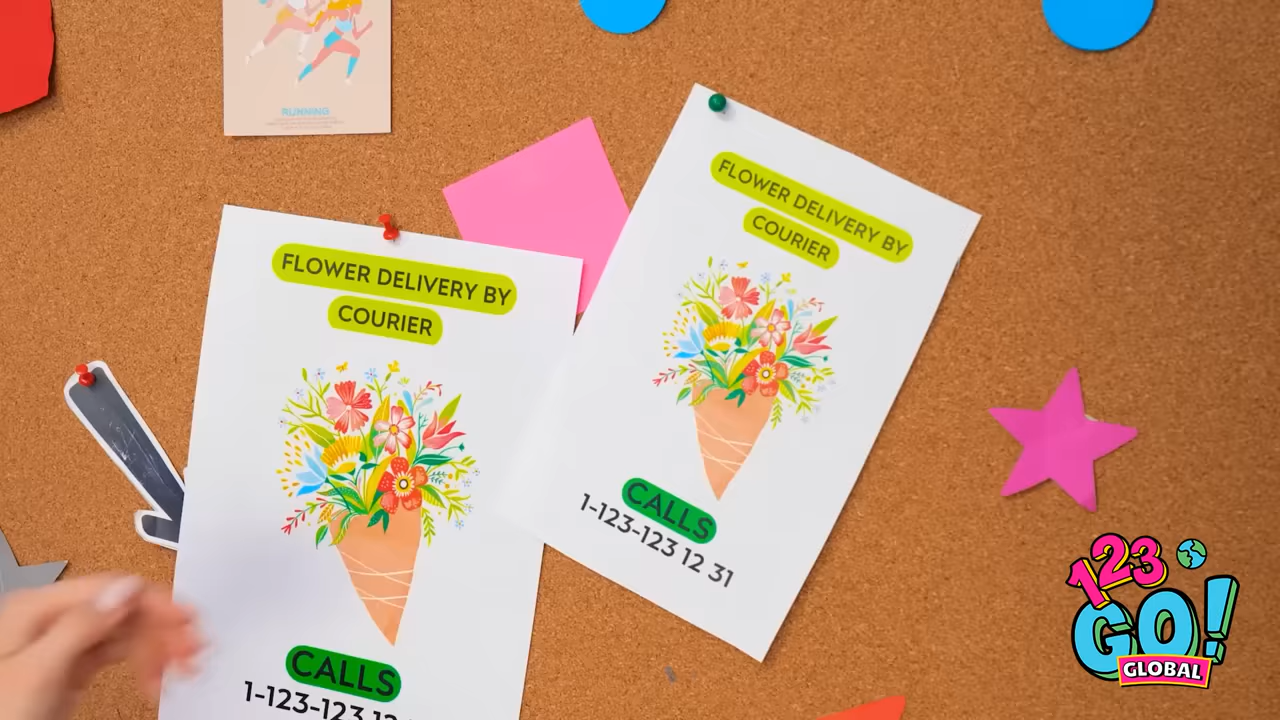 RUNNING
FLOWER DELIVERY BY
COURIER
CALLS
1-123-123 12
FLOWER DELIVERY BY
COURIER
CALLS
1-123-123 12 31
123
GO!
GLOBAL